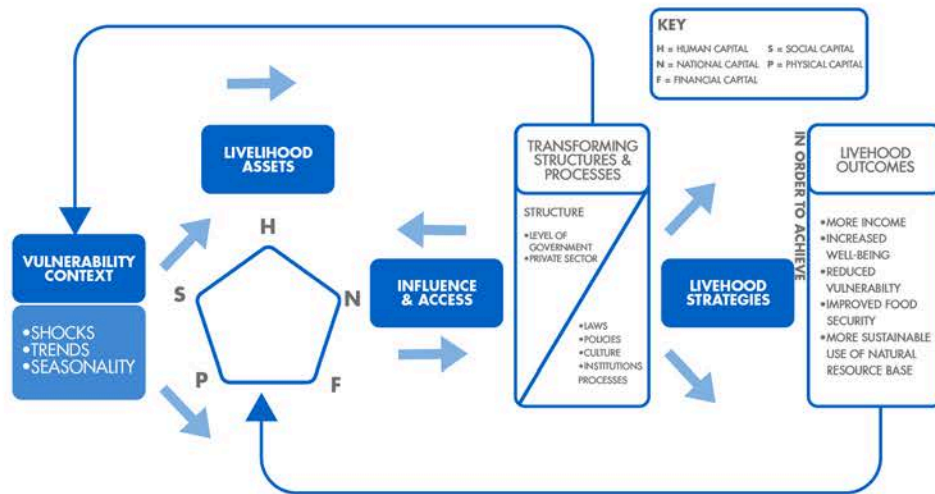 KEY
H = HUMAN CAPITAL
S = SOCIAL CAPITAL
N = NATIONAL CAPITAL
P = PHYSICAL CAPITAL
F = FINANCIAL CAPITAL
LIVELIHOOD
ASSETS
TRANSFORMING
STRUCTURES &
PROCESSES
IN ORDER TO ACHIEVE
LIVEHOOD
OUTCOMES
STRUCTURE
•LEVEL OF
GOVERNMENT
•PRIVATE SECTOR
•LAWS
•POLICIES
•CULTURE
•INSTITUTIONS
PROCESSES
•MORE INCOME
•INCREASED
WELL-BEING
•REDUCED
VULNERABILTY
•IMPROVED FOOD
SECURITY
•MORE SUSTAINABLE
USE OF NATURAL
RESOURCE BASE
VULNERABILITY
CONTEXT
•SHOCKS
•TRENDS
•SEASONALITY
H
S
N
P
F
INFLUENCE
& ACCESS
LIVEHOOD
STRATEGIES